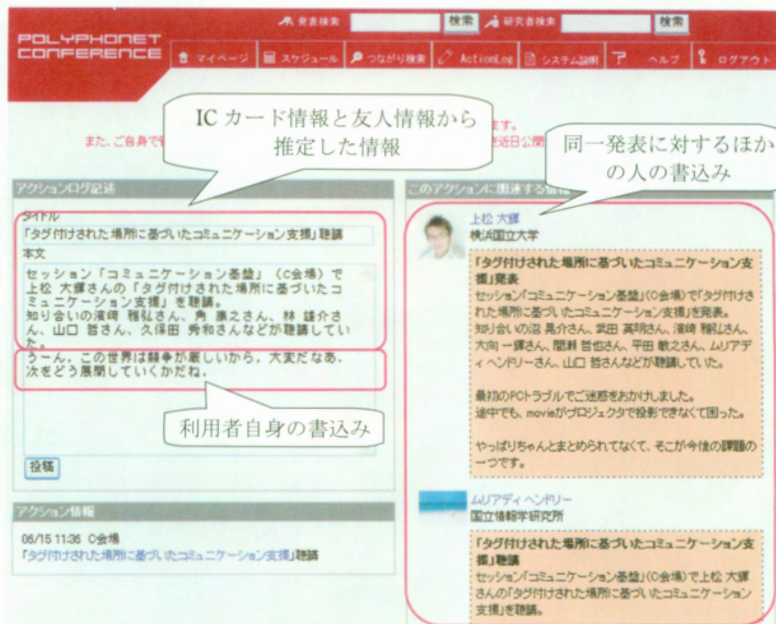 発表検索
検索
研究者検索
検索
POLYPHONET
CONFERENCE
マイページ
スケジュール
つながり検索
ActionLog
システム説明
ヘルプ
ログアウト
ICカード情報と友人情報から
推定した情報
ます。
また、ご自身で
近日公開
同一発表に対するほか
の人の書込み
アクションログ記述
タイトル
「タグ付けされた場所に基づいたコミュニケーション支援」聴講
本文
セッション「コミュニケーション基盤」(C会場)で
上松 大輝さんの「タグ付けされた場所に基づいたコ
ミュニケーション支援」を聴講。
知り合いの濱崎 雅弘さん、角 康之さん、林 雄介さ
ん、山口 哲さん、久保田 秀和さんなどが聴講してい
た。
うーん。この世界は競争が厳しいから、大変だなあ。
次をどう展開していくかだね。
利用者自身の書込み
投稿
アクション情報
06/15 11:36 C会場
「タグ付けされた場所に基づいたコミュニケーション支援」聴講
このアクションに関連する情報
上松 大輝
横浜国立大学
「タグ付けされた場所に基づいたコミュニケーション支
援」発表
セッション「コミュニケーション基盤」(C会場)で「タグ付けさ
れた場所に基づいたコミュニケーション支援」を発表。
知り合いの沼 晃介さん、武田 英明さん、濱崎 雅弘さん、
大向 一輝さん、間瀬 哲也さん、平田 敏之さん、ムリアデ
ィ ヘンドリーさん、山口 哲さんなどが聴講していた。
最初のPCトラブルでご迷惑をおかけしました。
途中でも、movieがプロジェクタで投影できなくて困った。
やっぱりちゃんとまとめられてなくて、そこが今後の課題の
一つです。
ムリアディ ヘンドリー
国立情報学研究所
「タグ付けされた場所に基づいたコミュニケーション支
援」聴講
セッション「コミュニケーション基盤」(C会場)で上松 大輝
さんの「タグ付けされた場所に基づいたコミュニケーション
支援」を聴講。